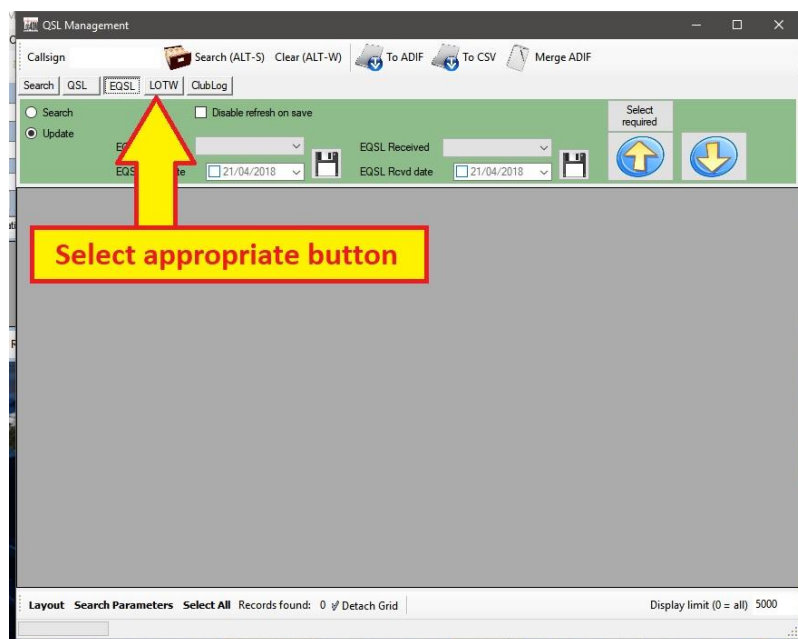 QSL Management
Callsign Search (ALT-S) Clear (ALT-W) To ADIF To CSV Merge ADIF
Search QSL EQSL LOTW ClubLog
Search Disable refresh on save Select required
Update
EQSL Received
21/04/2018 EQSL Rcvd date 21/04/2018
Select appropriate button
Layout Search Parameters Select All Records found: 0 Detach Grid Display limit (0 = all) 5000